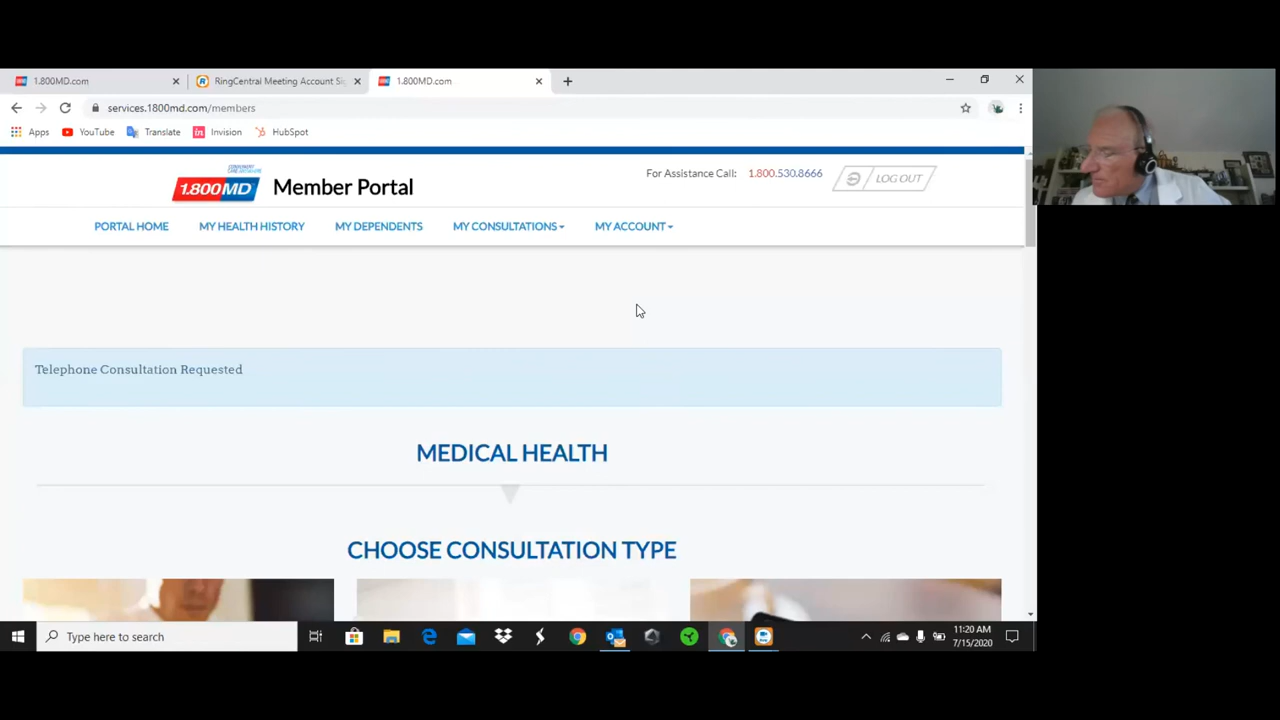 1.800MD.com
RingCentral Meeting Account Si
1.800MD.com
services.1800md.com/members
Apps
YouTube
Translate
in Invision
HubSpot
1.800MD
Member Portal
For Assistance Call: 1.800.530.8666
LOG OUT
PORTAL HOME
MY HEALTH HISTORY
MY DEPENDENTS
MY CONSULTATIONS
MY ACCOUNT
Telephone Consultation Requested
MEDICAL HEALTH
CHOOSE CONSULTATION TYPE
Type here to search
11:20 AM
7/15/2020